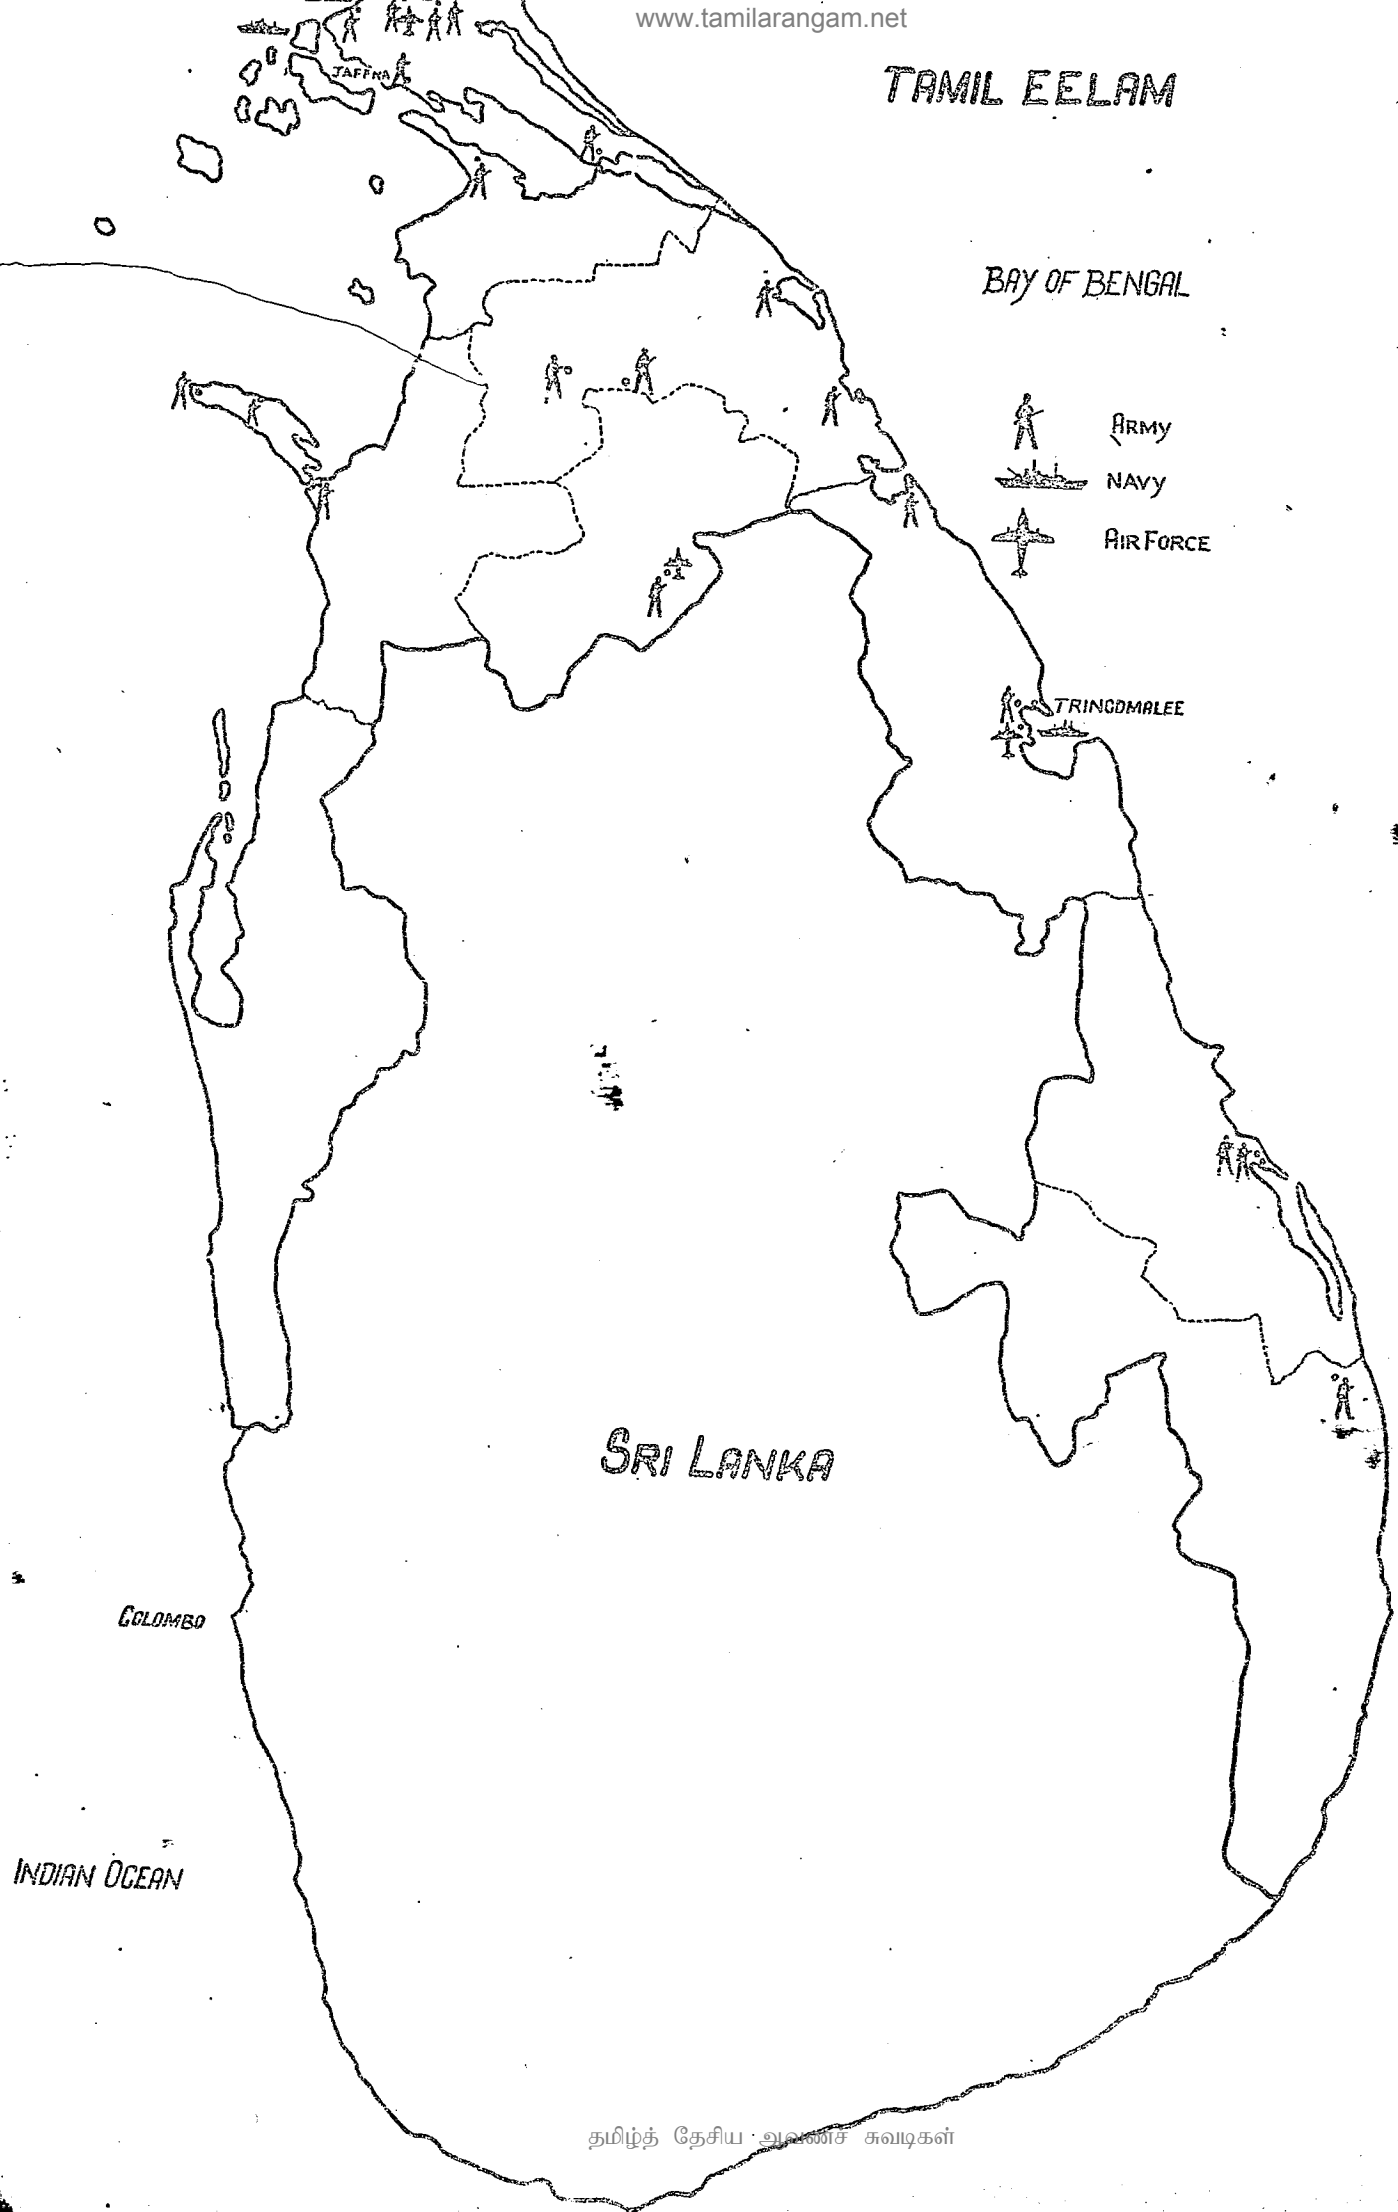 www.tamilarangam.net
JAFFNA
TAMIL EELAM
BAY OF BENGAL
ARMY
NAVY
AIR FORCE
TRINCOMALEE
SRI LANKA
COLOMBO
INDIAN OCEAN
தமிழ்த் தேசிய ஆவணச் சுவடிகள்